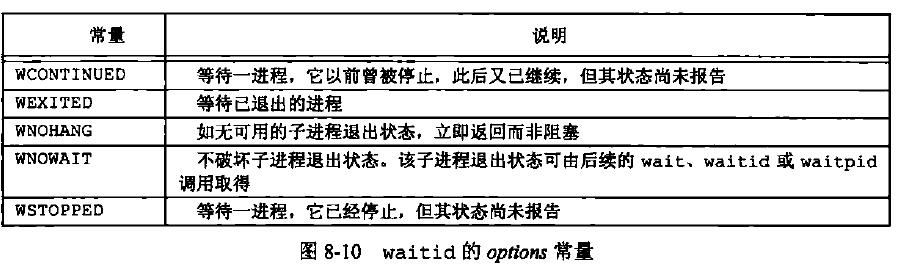 常量 说明
WCONTINUED 等待一进程，它以前曾被停止，此后又已继续，但其状态尚未报告
WEXITED 等待已退出的进程
WNOHANG 如无可用的子进程退出状态，立即返回而非阻塞
WNOWAIT 不破坏子进程退出状态。该子进程退出状态可由后续的 wait、waitid 或 waitpid
调用取得
WSTOPPED 等待一进程，它已经停止，但其状态尚未报告
图 8-10 waitid 的 options 常量